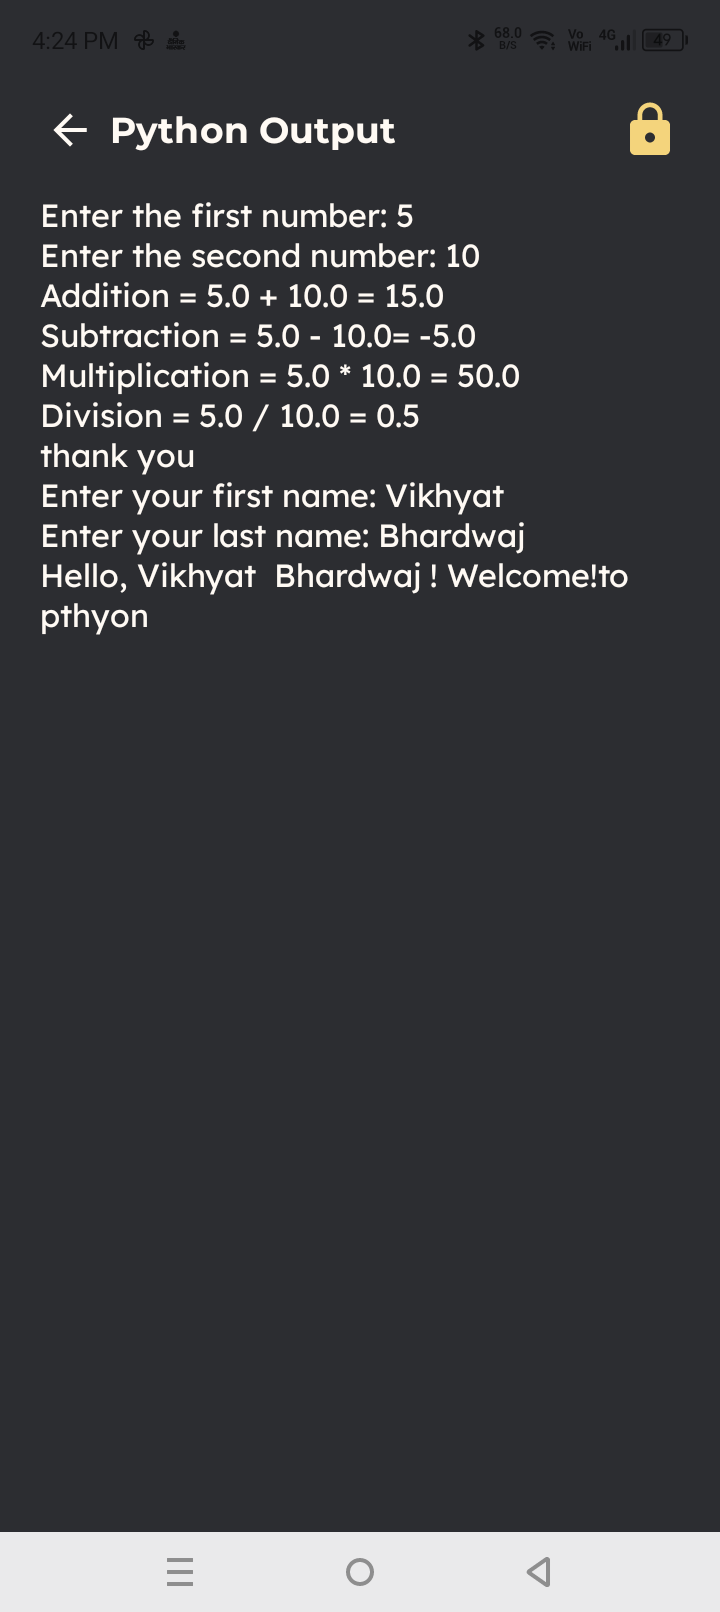 4:24 PM
68.0 B/S
Vo WiFi
4G
49
Python Output
Enter the first number: 5
Enter the second number: 10
Addition = 5.0 + 10.0 = 15.0
Subtraction = 5.0 - 10.0= -5.0
Multiplication = 5.0 * 10.0 = 50.0
Division = 5.0 / 10.0 = 0.5
thank you
Enter your first name: Vikhyat
Enter your last name: Bhardwaj
Hello, Vikhyat  Bhardwaj ! Welcome!to
pthyon